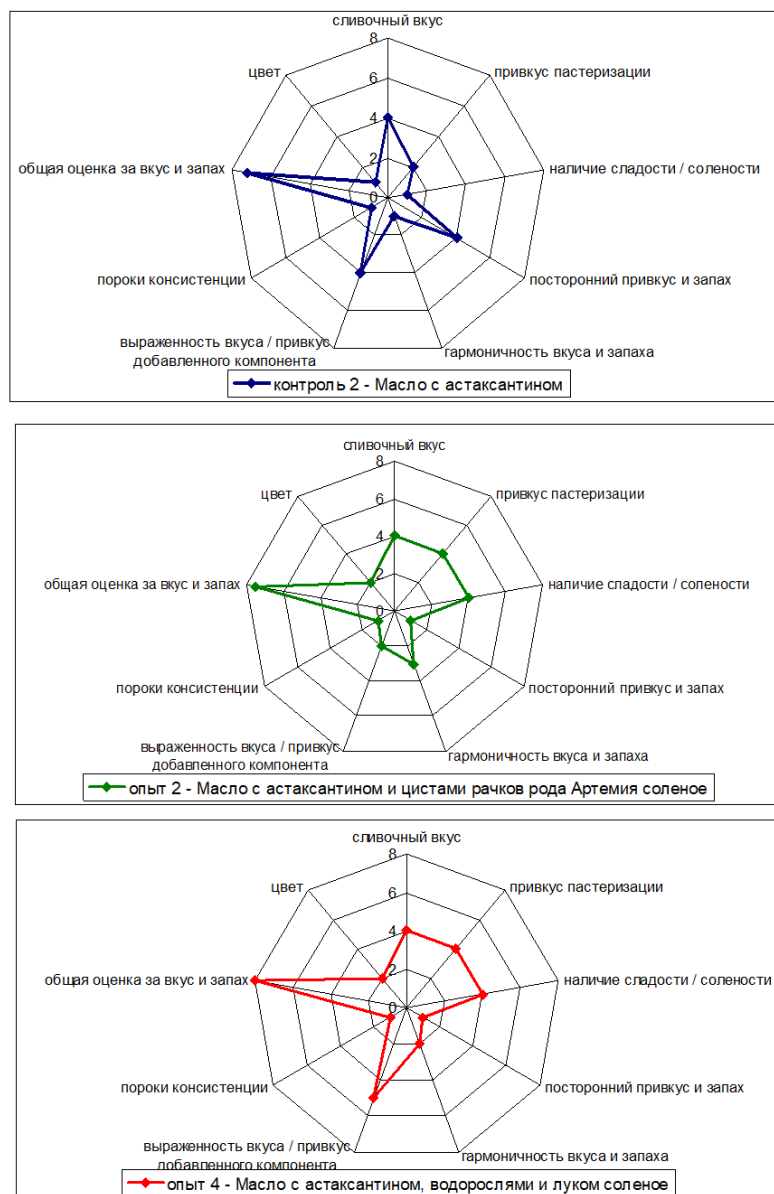 сливочный вкус
8
цвет
привкус пастеризации
6
4
общая оценка за вкус и запах
2
наличие сладости / солености
0
пороки консистенции
посторонний привкус и запах
выраженность вкуса / привкус
добавленного компонента
гармоничность вкуса и запаха
контроль 2 - Масло с астаксантином
сливочный вкус
8
цвет
привкус пастеризации
6
4
общая оценка за вкус и запах
2
наличие сладости / солености
0
пороки консистенции
посторонний привкус и запах
выраженность вкуса / привкус
добавленного компонента
гармоничность вкуса и запаха
опыт 2 - Масло с астаксантином и цистами рачков рода Артемия соленое
сливочный вкус
8
цвет
привкус пастеризации
6
4
общая оценка за вкус и запах
2
наличие сладости / солености
0
пороки консистенции
посторонний привкус и запах
выраженность вкуса / привкус
добавленного компонента
гармоничность вкуса и запаха
опыт 4 - Масло с астаксантином, водорослями и луком соленое